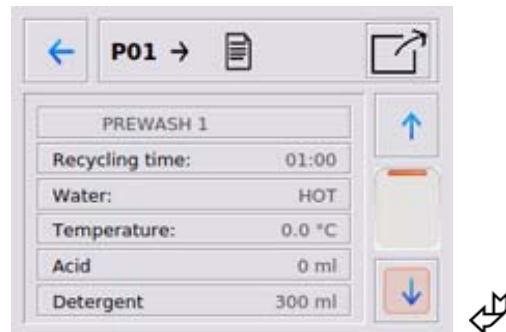 P01 →
PREWASH 1
Recycling time: 01:00
Water: HOT
Temperature: 0.0 °C
Acid 0 ml
Detergent 300 ml